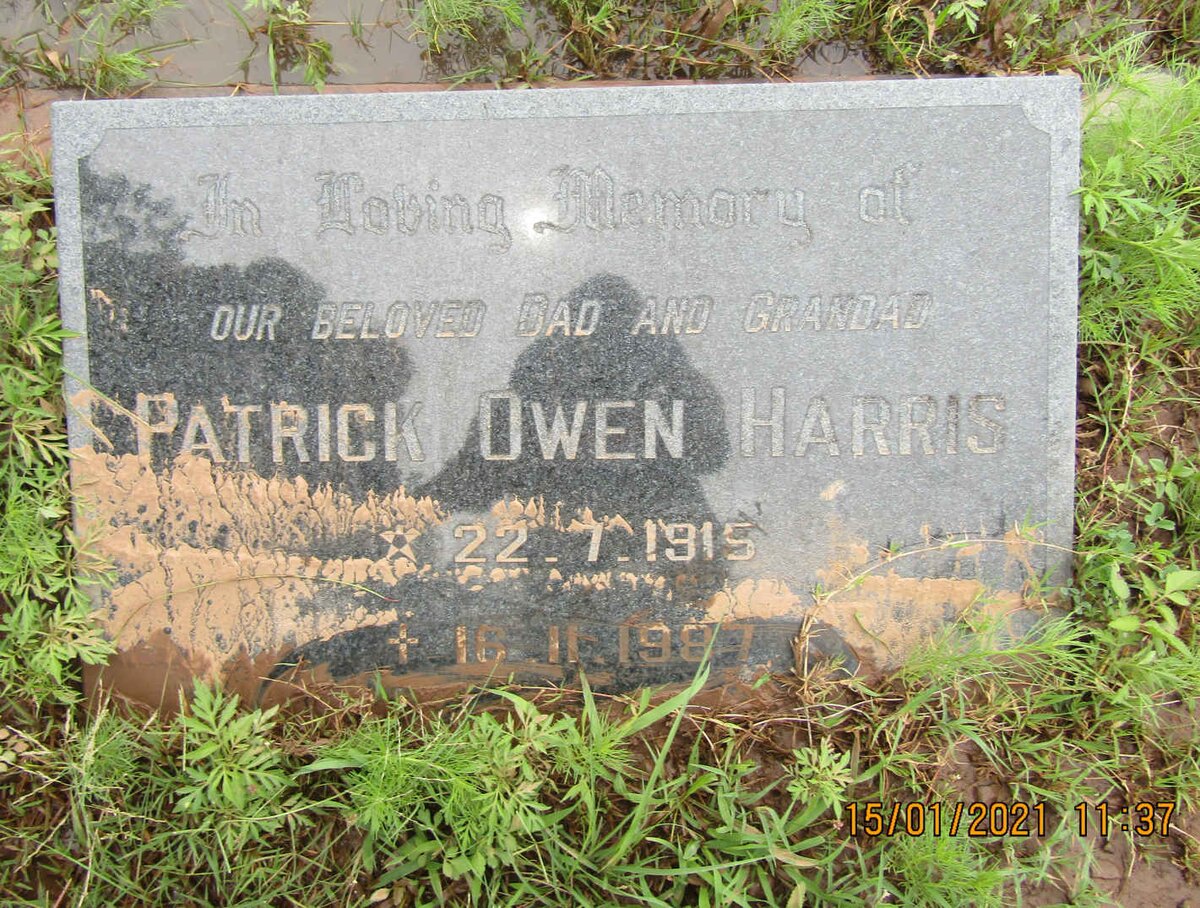 In Loving Memory of
OUR BELOVED DAD AND GRANDAD
PATRICK OWEN HARRIS
22.7.1915
16.11.1987
15/01/2021 11:37